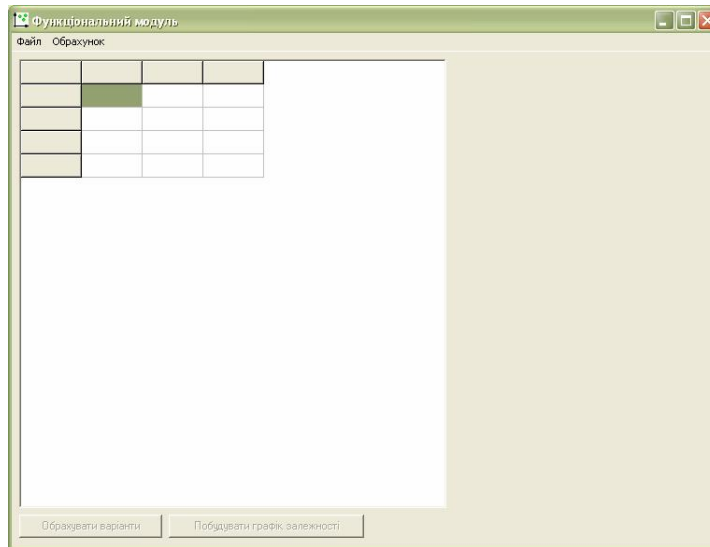 Функціональний модуль
Файл Обрахунок
Обрахувати варіанти Побудувати графік залежності